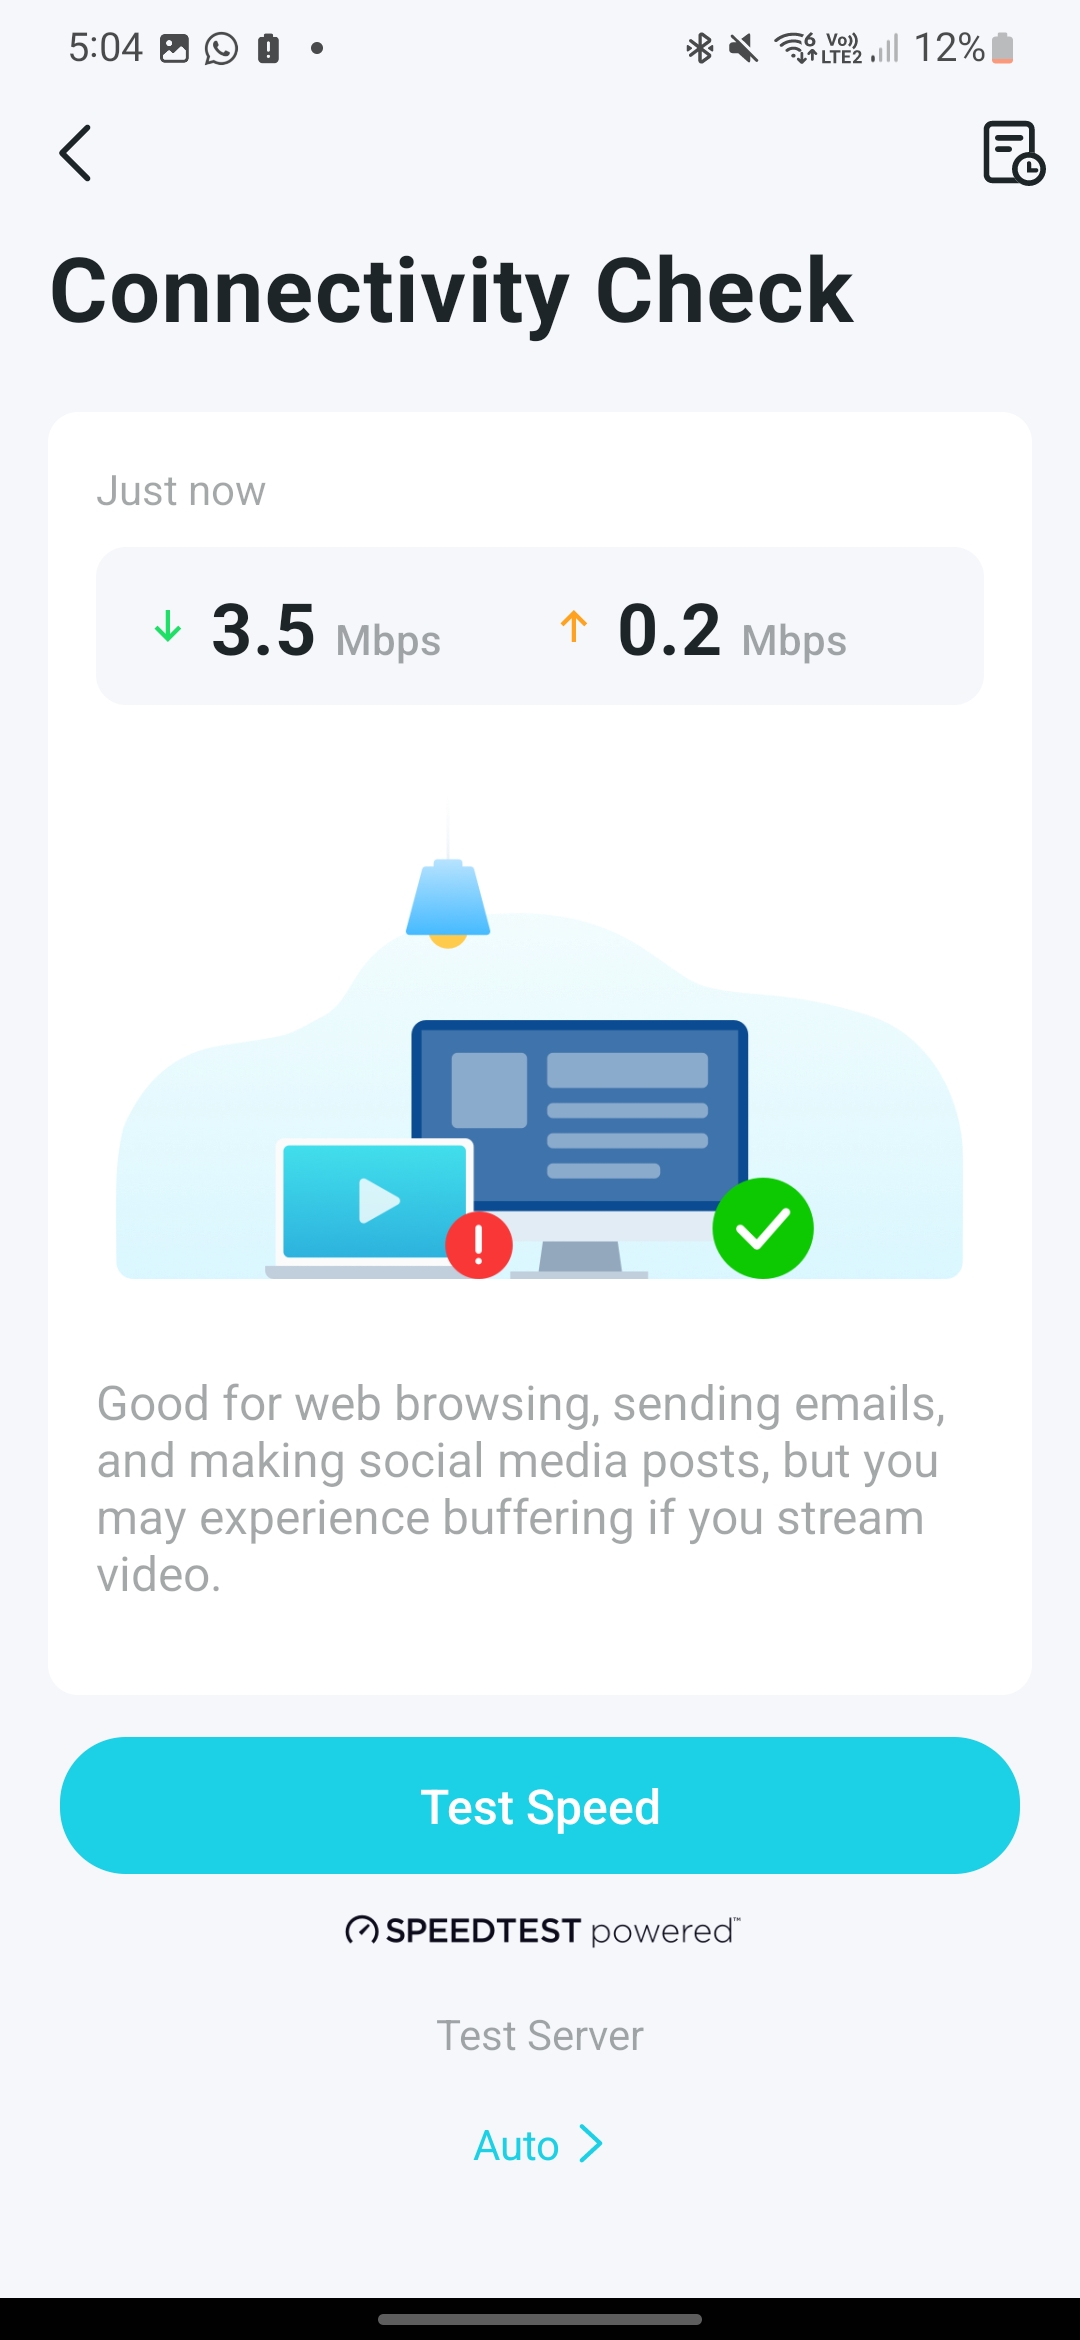 5:04
6 Vo)) LTE2 12%
Connectivity Check
Just now
3.5 Mbps 0.2 Mbps
Good for web browsing, sending emails,
and making social media posts, but you
may experience buffering if you stream
video.
Test Speed
SPEEDTEST powered™
Test Server
Auto